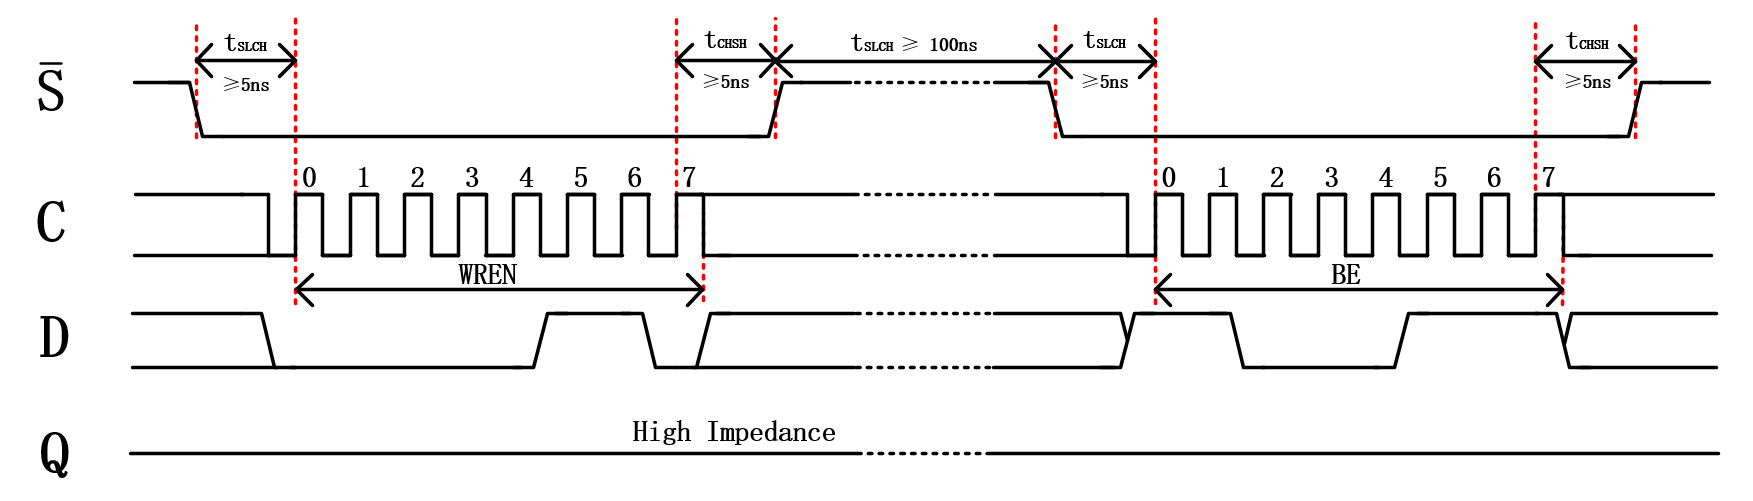 tSLCH tCHSH tSLCH ≥ 100ns tSLCH tCHSH
≥5ns ≥5ns ≥5ns ≥5ns
S̅
0 1 2 3 4 5 6 7 0 1 2 3 4 5 6 7
C
WREN BE
D
High Impedance
Q